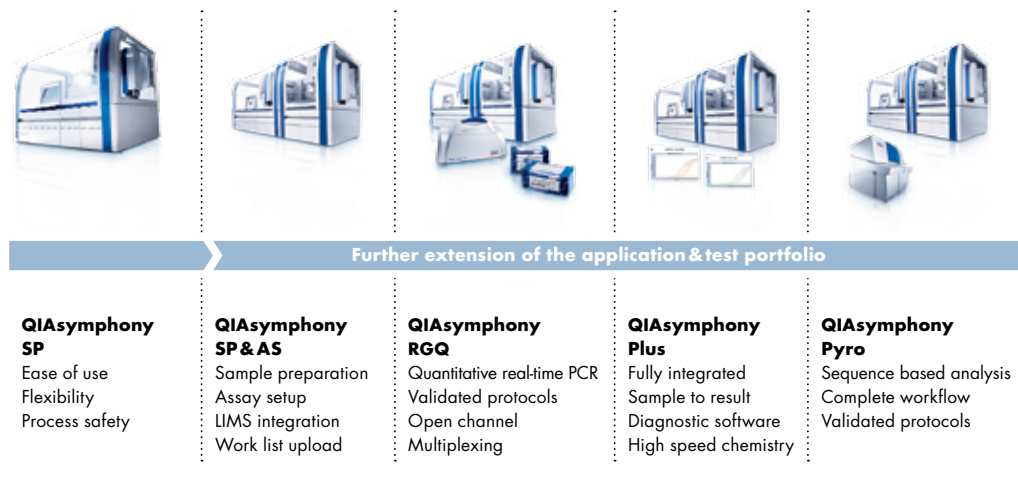 Further extension of the application & test portfolio
QIAsymphony
SP
Ease of use
Flexibility
Process safety
QIAsymphony
SP & AS
Sample preparation
Assay setup
LIMS integration
Work list upload
QIAsymphony
RGQ
Quantitative real-time PCR
Validated protocols
Open channel
Multiplexing
QIAsymphony
Plus
Fully integrated
Sample to result
Diagnostic software
High speed chemistry
QIAsymphony
Pyro
Sequence based analysis
Complete workflow
Validated protocols